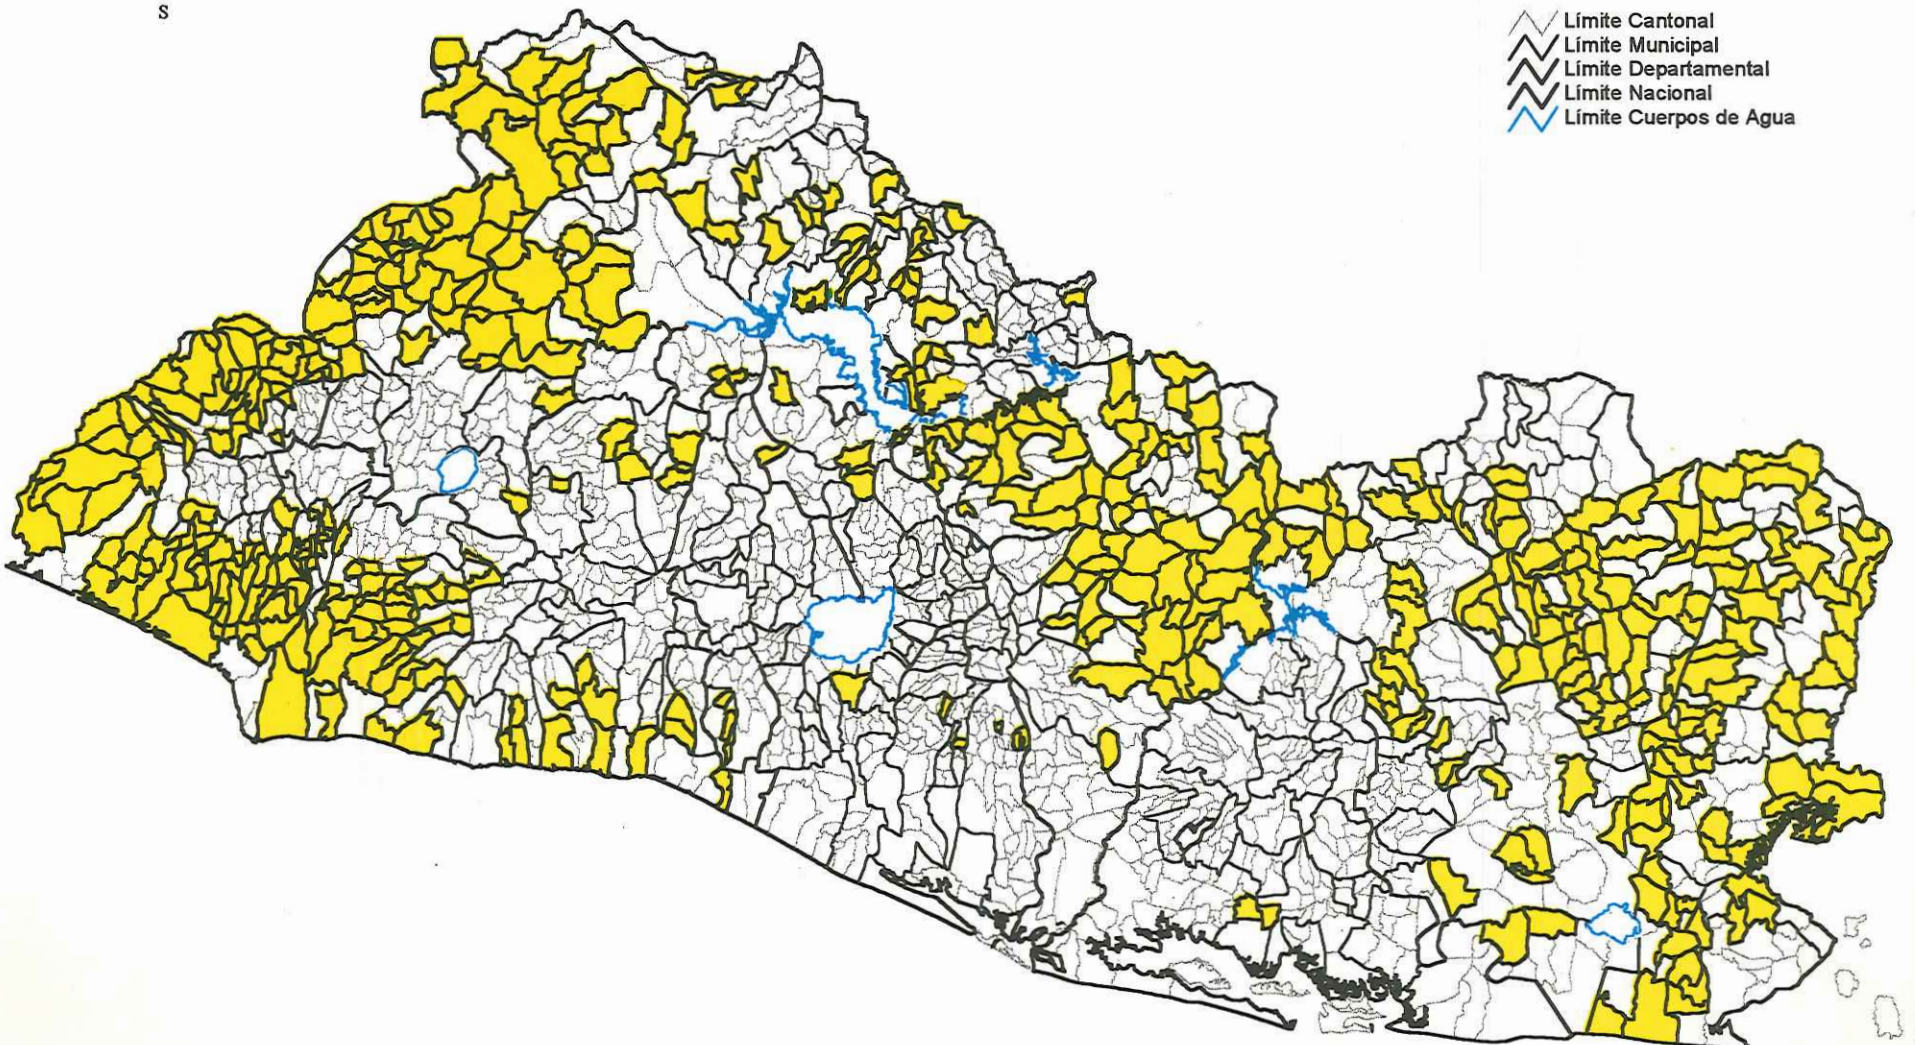 S
Límite Cantonal
Límite Municipal
Límite Departamental
Límite Nacional
Límite Cuerpos de Agua